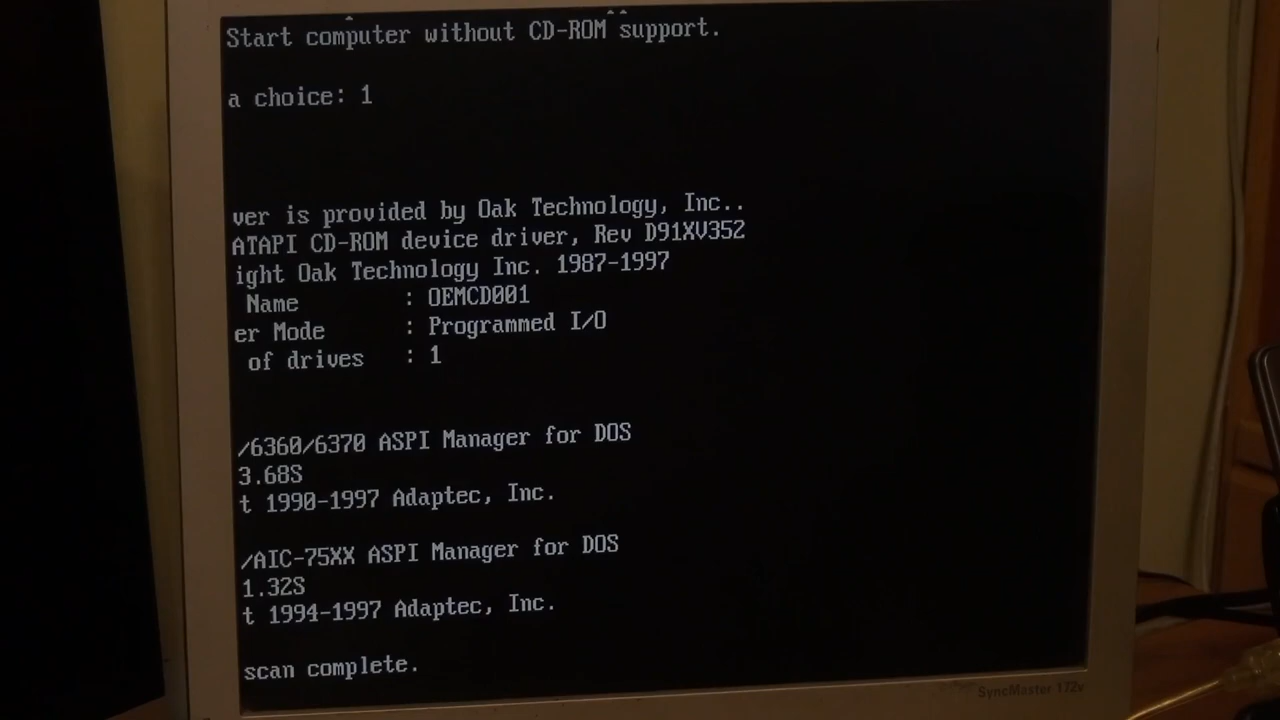 Start computer without CD-ROM support.
a choice: 1
ver is provided by Oak Technology, Inc..
ATAPI CD-ROM device driver, Rev D91XV352
ight Oak Technology Inc. 1987-1997
Name : OEMCD001
er Mode : Programmed I/O
of drives : 1
/6360/6370 ASPI Manager for DOS
3.68S
t 1990-1997 Adaptec, Inc.
/AIC-75XX ASPI Manager for DOS
1.32S
t 1994-1997 Adaptec, Inc.
scan complete.
SyncMaster 172v